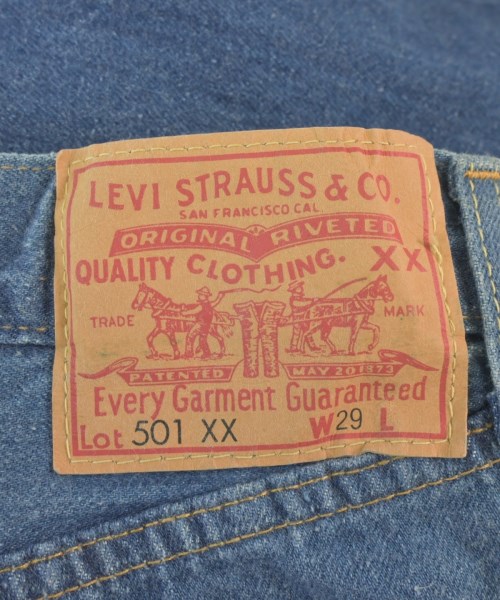 LEVI STRAUSS & CO.
SAN FRANCISCO CAL
ORIGINAL RIVETED
QUALITY CLOTHING. XX
TRADE MARK
PATENTED MAY 20 1873
Every Garment Guaranteed
Lot 501 XX W 29 L